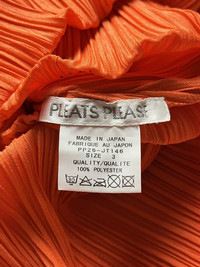 PLEATS PLEASE
MADE IN JAPAN
FABRIQUE AU JAPON
PP26-JT146
SIZE 3
QUALITY/QUALITE
100% POLYESTER